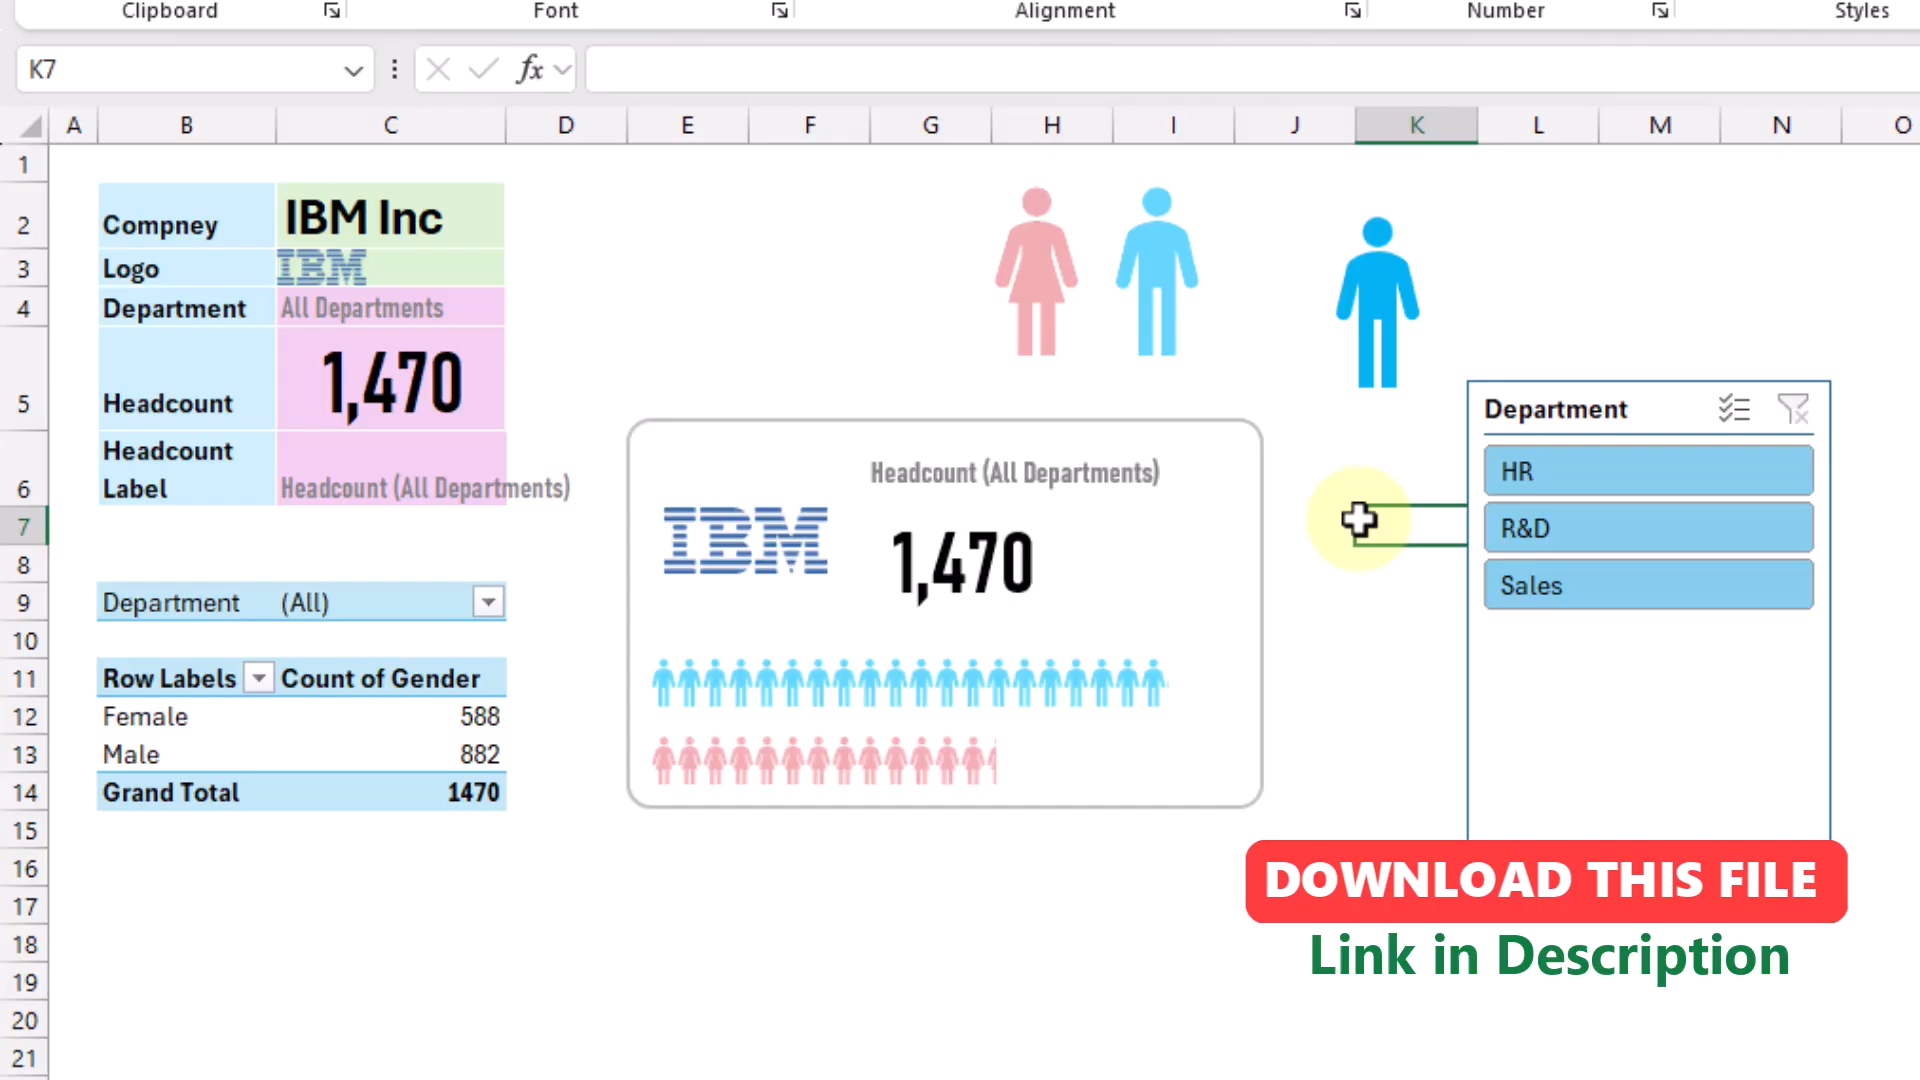 Clipboard Font Alignment Number Styles
K7 fx
A B C D E F G H I J K L M N O
1
2 Compney IBM Inc
3 Logo IBM
4 Department All Departments
5 Headcount 1,470
Headcount
6 Label Headcount (All Departments)
7
8
9 Department (All)
10
11 Row Labels Count of Gender
12 Female 588
13 Male 882
14 Grand Total 1470
15
16
17
18
19
20
21
Headcount (All Departments)
IBM
1,470
Department
HR
R&D
Sales
DOWNLOAD THIS FILE
Link in Description